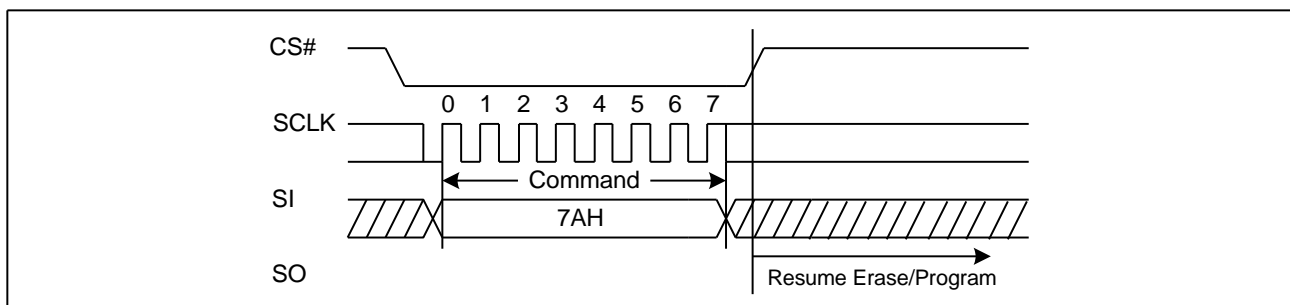 CS#
0 1 2 3 4 5 6 7
SCLK
Command
SI
7AH
SO
Resume Erase/Program